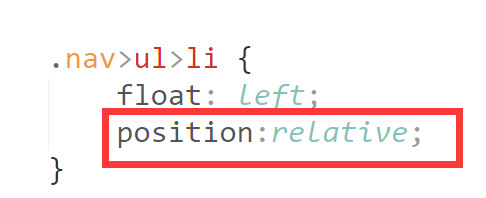 .nav>ul>li {
float: left;
position:relative;
}